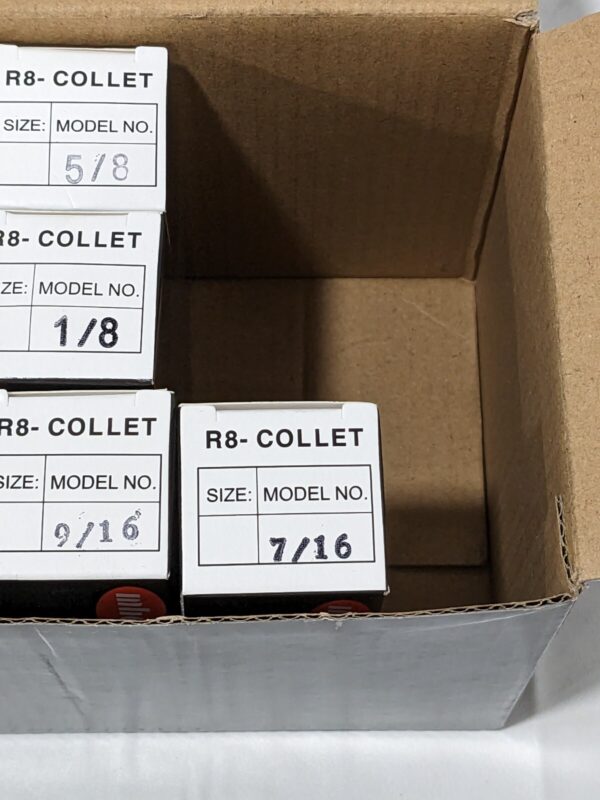 R8- COLLET
SIZE: MODEL NO.
5/8
R8- COLLET
ZE: MODEL NO.
1/8
R8- COLLET
SIZE: MODEL NO.
9/16
R8- COLLET
SIZE: MODEL NO.
7/16